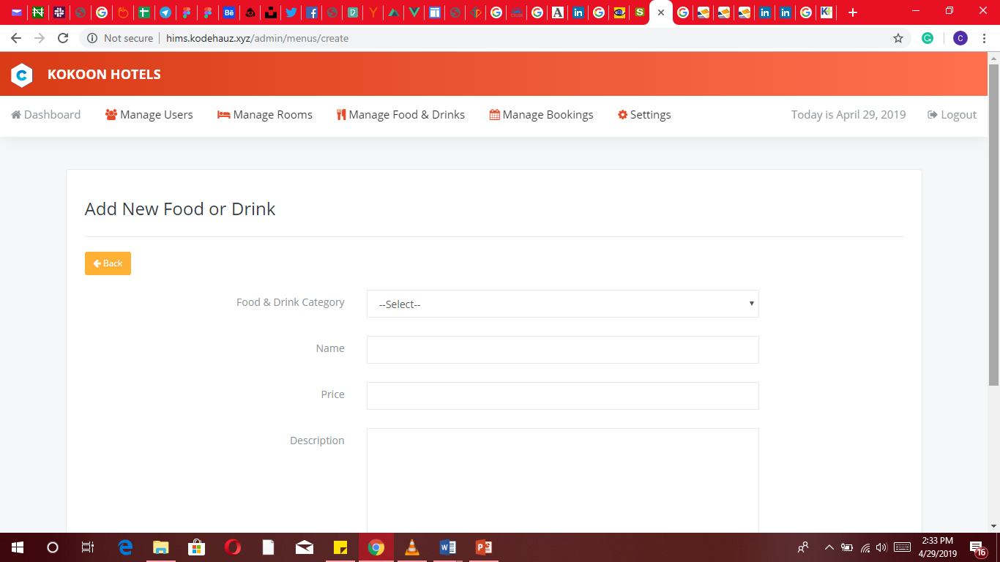 Not secure
hims.kodehauz.xyz/admin/menus/create
C
C
KOKOON HOTELS
Dashboard
Manage Users
Manage Rooms
Manage Food & Drinks
Manage Bookings
Settings
Today is April 29, 2019
Logout
Add New Food or Drink
Back
Food & Drink Category
--Select--
Name
Price
Description
2:33 PM
4/29/2019
16